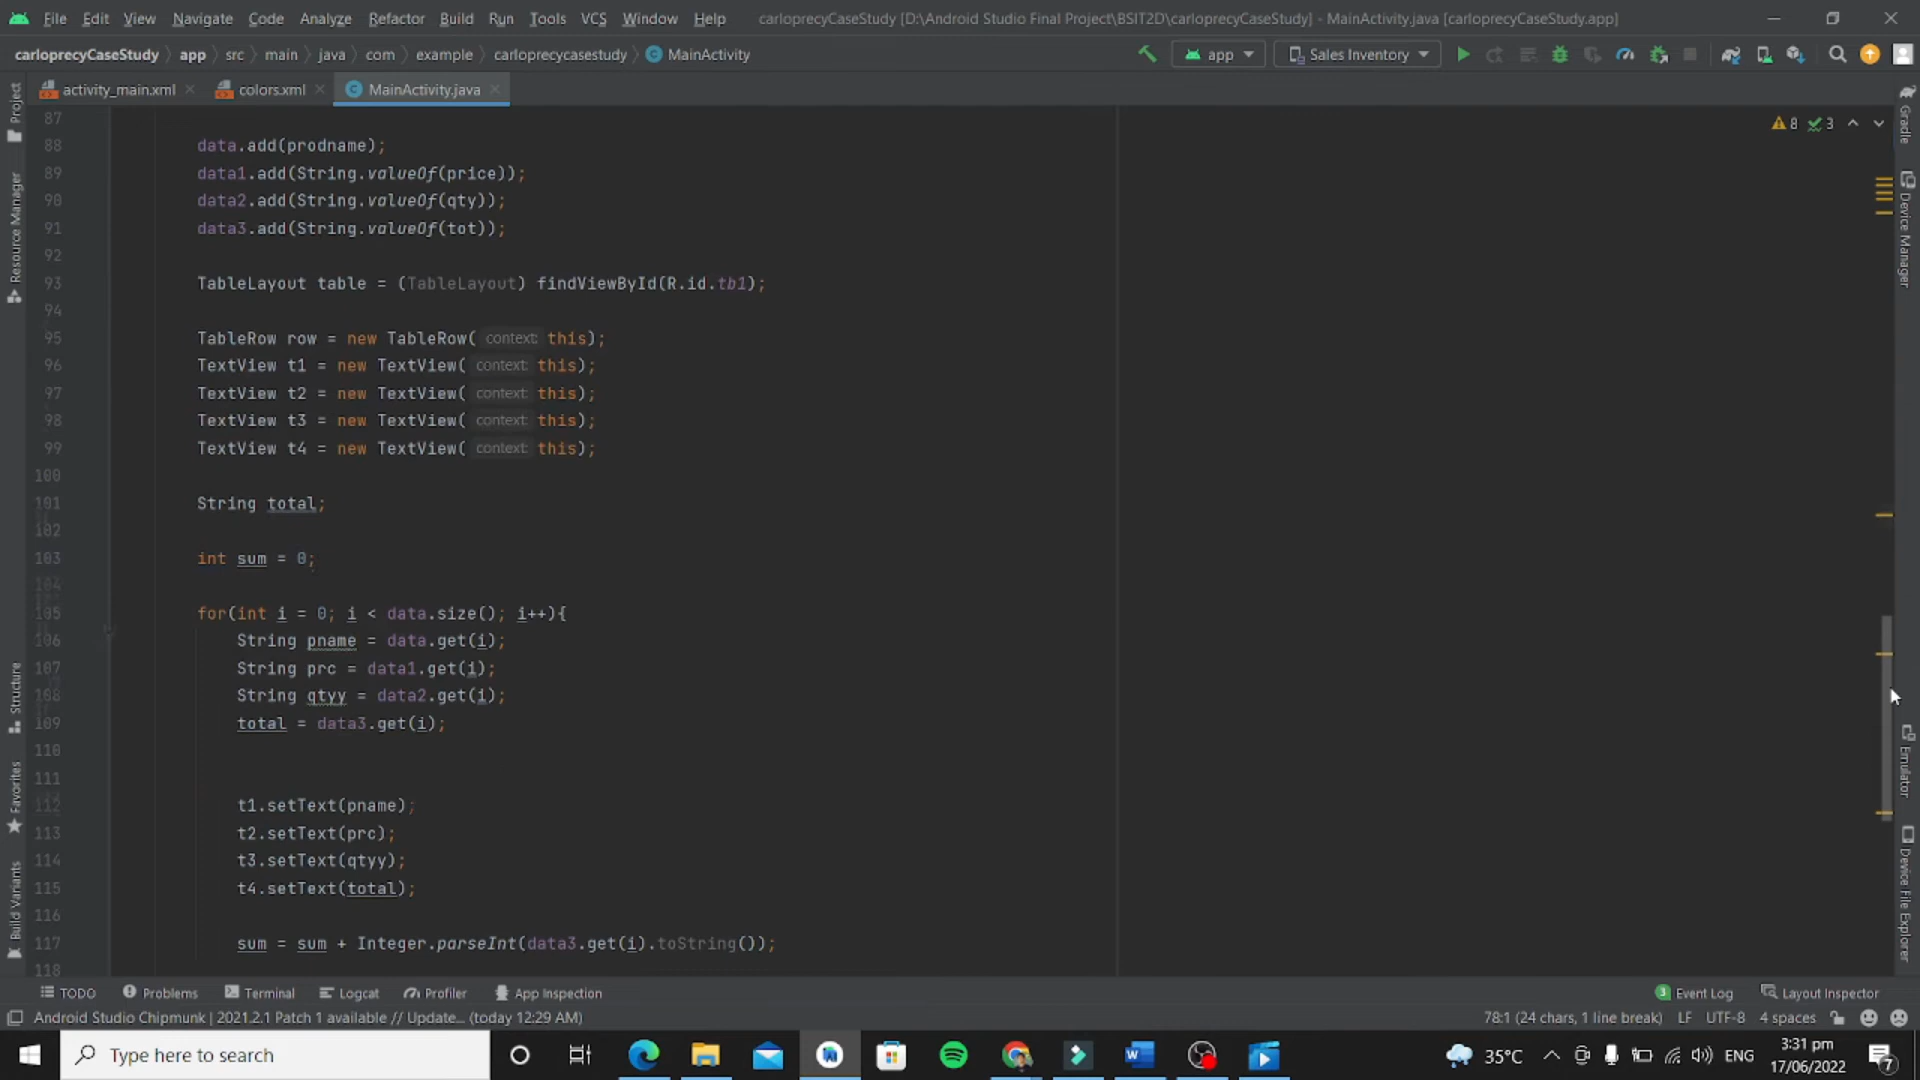 File Edit View Navigate Code Analyze Refactor Build Run Tools VCS Window Help carloprecyCaseStudy [D:\Android Studio Final Project\BSIT2D\carloprecyCaseStudy] - MainActivity.java [carloprecyCaseStudy.app]
carloprecyCaseStudy app src main java com example carloprecycasestudy MainActivity app Sales Inventory
activity_main.xml colors.xml MainActivity.java
Project
Resource Manager
Structure
Favorites
Build Variants
87
88 data.add(prodname);
89 data1.add(String.valueOf(price));
90 data2.add(String.valueOf(qty));
91 data3.add(String.valueOf(tot));
92
93 TableLayout table = (TableLayout) findViewById(R.id.tb1);
94
95 TableRow row = new TableRow( context: this);
96 TextView t1 = new TextView( context: this);
97 TextView t2 = new TextView( context: this);
98 TextView t3 = new TextView( context: this);
99 TextView t4 = new TextView( context: this);
100
101 String total;
102
103 int sum = 0;
104
105 for(int i = 0; i < data.size(); i++){
106 String pname = data.get(i);
107 String prc = data1.get(i);
108 String qtyy = data2.get(i);
109 total = data3.get(i);
110
111
112 t1.setText(pname);
113 t2.setText(prc);
114 t3.setText(qtyy);
115 t4.setText(total);
116
117 sum = sum + Integer.parseInt(data3.get(i).toString());
118
8 3
Gradle
Device Manager
Emulator
Device File Explorer
TODO Problems Terminal Logcat Profiler App Inspection 3 Event Log Layout Inspector
Android Studio Chipmunk | 2021.2.1 Patch 1 available // Update... (today 12:29 AM) 78:1 (24 chars, 1 line break) LF UTF-8 4 spaces
Type here to search 35°C ENG 3:31 pm
17/06/2022 7